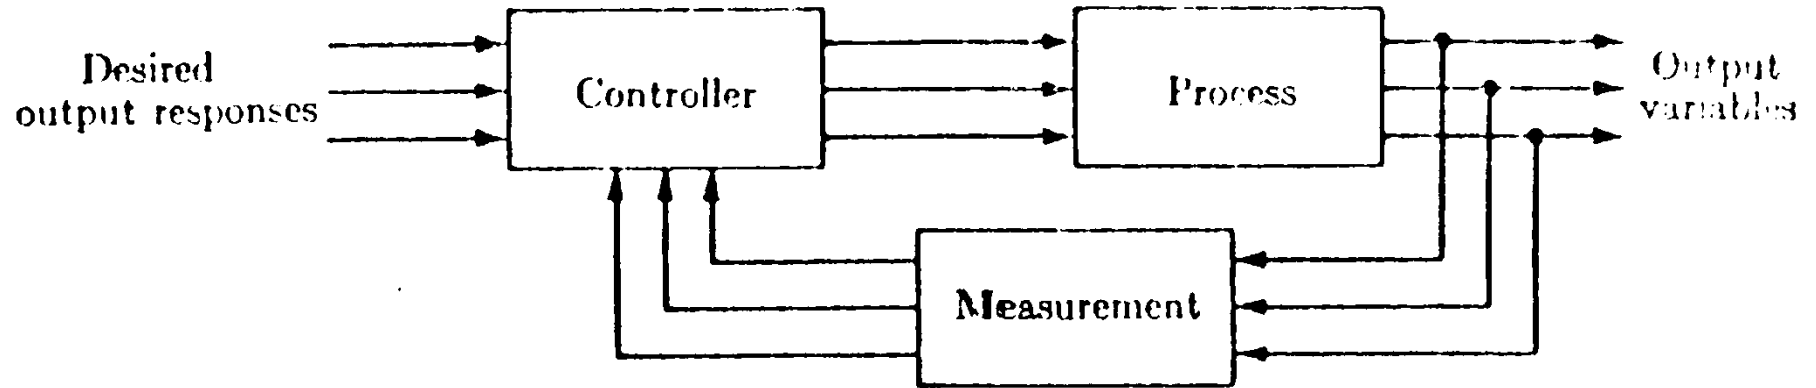 Desired
output responses
Controller
Process
Output
variables
Measurement